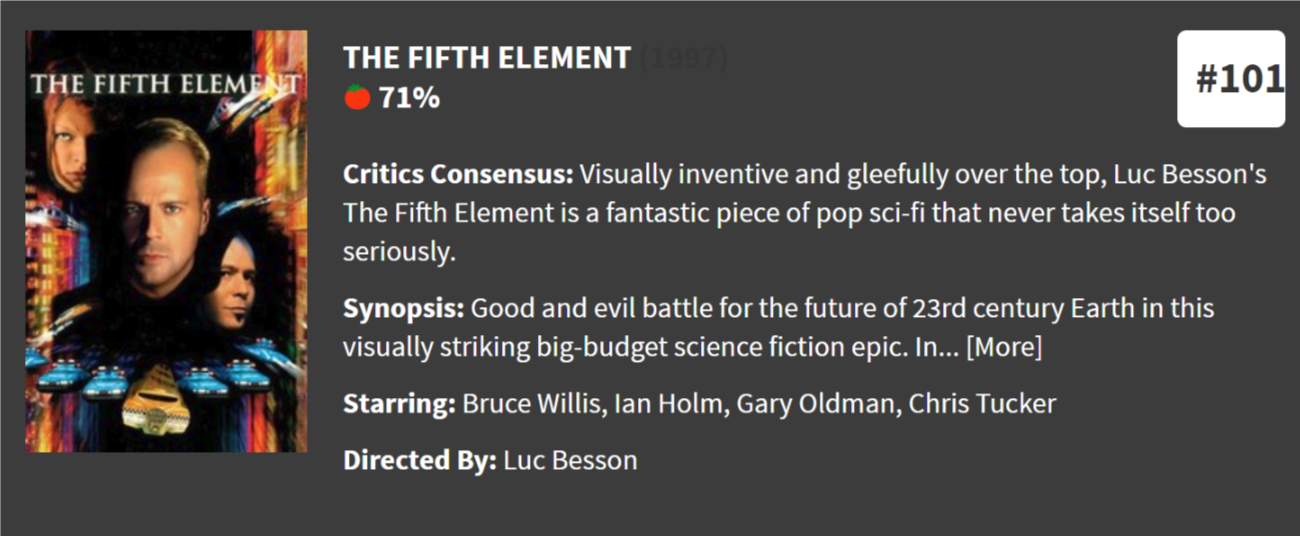 THE FIFTH ELEMENT
THE FIFTH ELEMENT (1997)
71%
#101
Critics Consensus: Visually inventive and gleefully over the top, Luc Besson's
The Fifth Element is a fantastic piece of pop sci-fi that never takes itself too
seriously.
Synopsis: Good and evil battle for the future of 23rd century Earth in this
visually striking big-budget science fiction epic. In... [More]
Starring: Bruce Willis, Ian Holm, Gary Oldman, Chris Tucker
Directed By: Luc Besson